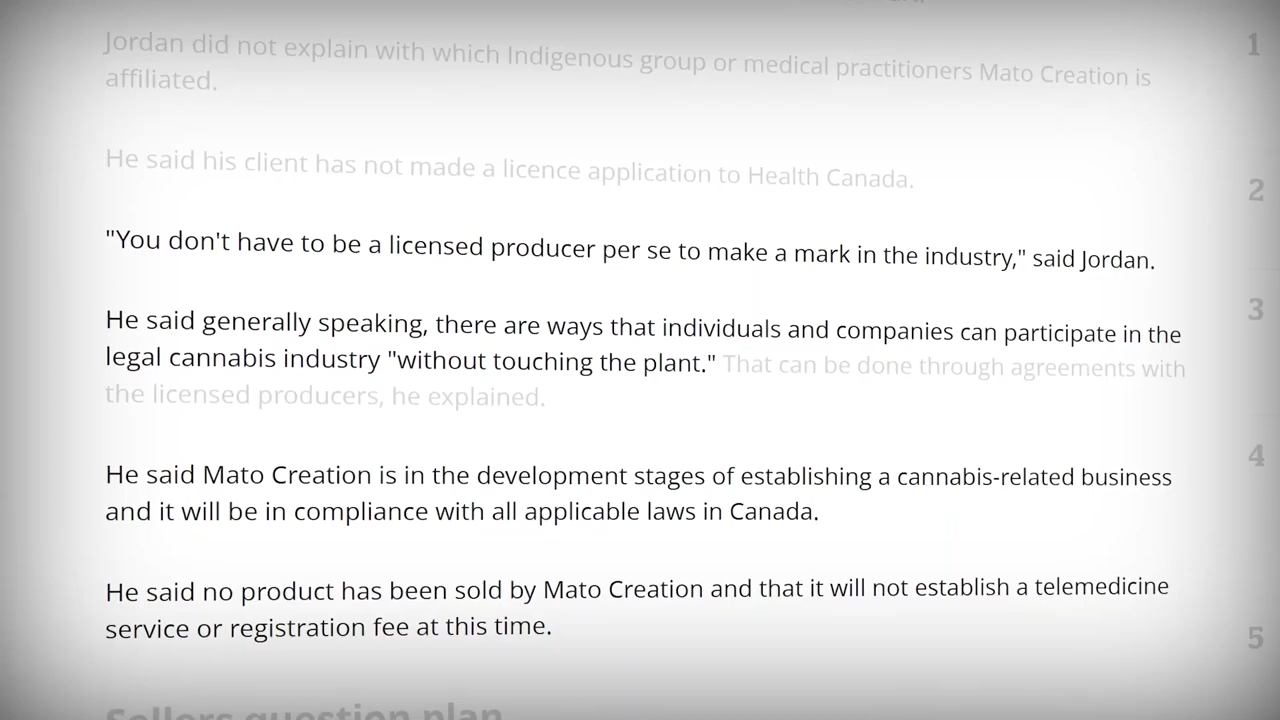 Jordan did not explain with which Indigenous group or medical practitioners Mato Creation is
affiliated.
He said his client has not made a licence application to Health Canada.
"You don't have to be a licensed producer per se to make a mark in the industry," said Jordan.
He said generally speaking, there are ways that individuals and companies can participate in the
legal cannabis industry "without touching the plant." That can be done through agreements with
the licensed producers, he explained.
He said Mato Creation is in the development stages of establishing a cannabis-related business
and it will be in compliance with all applicable laws in Canada.
He said no product has been sold by Mato Creation and that it will not establish a telemedicine
service or registration fee at this time.
Sellers question plan
1
2
3
4
5